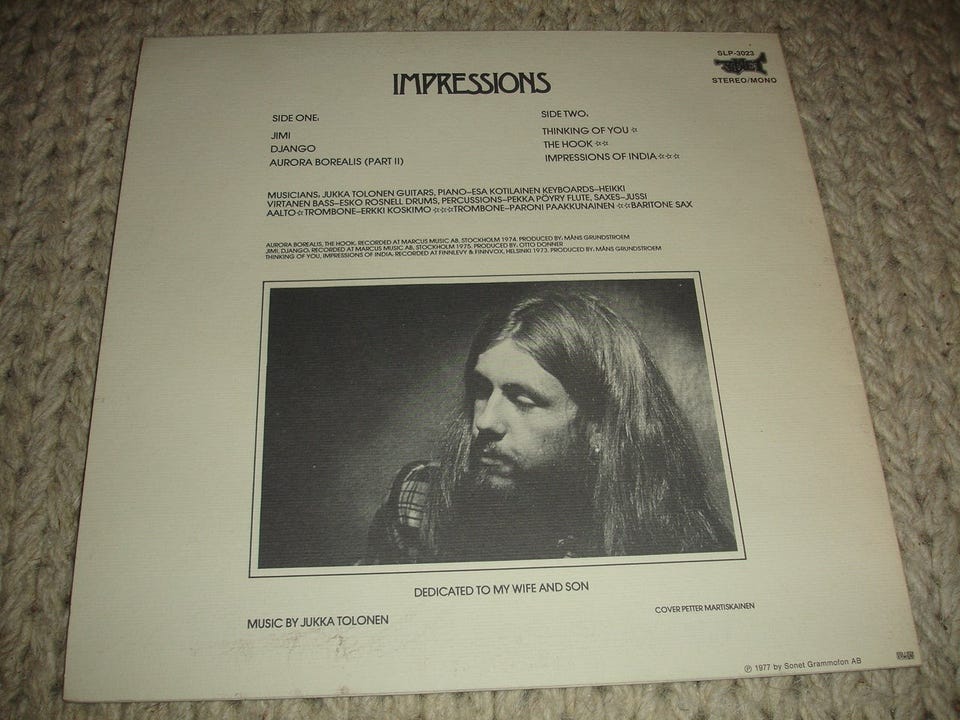 SLP-3023
SONET
STEREO/MONO
IMPRESSIONS
SIDE ONE:
JIMI
DJANGO
AURORA BOREALIS (PART II)
SIDE TWO:
THINKING OF YOU ☆
THE HOOK ☆☆
IMPRESSIONS OF INDIA ☆☆☆
MUSICIANS: JUKKA TOLONEN GUITARS, PIANO–ESA KOTILAINEN KEYBOARDS–HEIKKI
VIRTANEN BASS–ESKO ROSNELL DRUMS, PERCUSSIONS–PEKKA PÖYRY FLUTE, SAXES–JUSSI
AALTO ☆ TROMBONE–ERKKI KOSKIMO ☆☆☆ TROMBONE–PARONI PAAKKUNAINEN ☆☆ BARITONE SAX
AURORA BOREALIS, THE HOOK, RECORDED AT MARCUS MUSIC AB, STOCKHOLM 1974. PRODUCED BY: MÅNS GRUNDSTROEM
JIMI, DJANGO, RECORDED AT MARCUS MUSIC AB, STOCKHOLM 1975. PRODUCED BY: OTTO DONNER
THINKING OF YOU, IMPRESSIONS OF INDIA, RECORDED AT FINNLEVY & FINNVOX, HELSINKI 1973. PRODUCED BY: MÅNS GRUNDSTROEM
DEDICATED TO MY WIFE AND SON
MUSIC BY JUKKA TOLONEN
COVER PETTER MARTISKAINEN
℗ 1977 by Sonet Grammofon AB